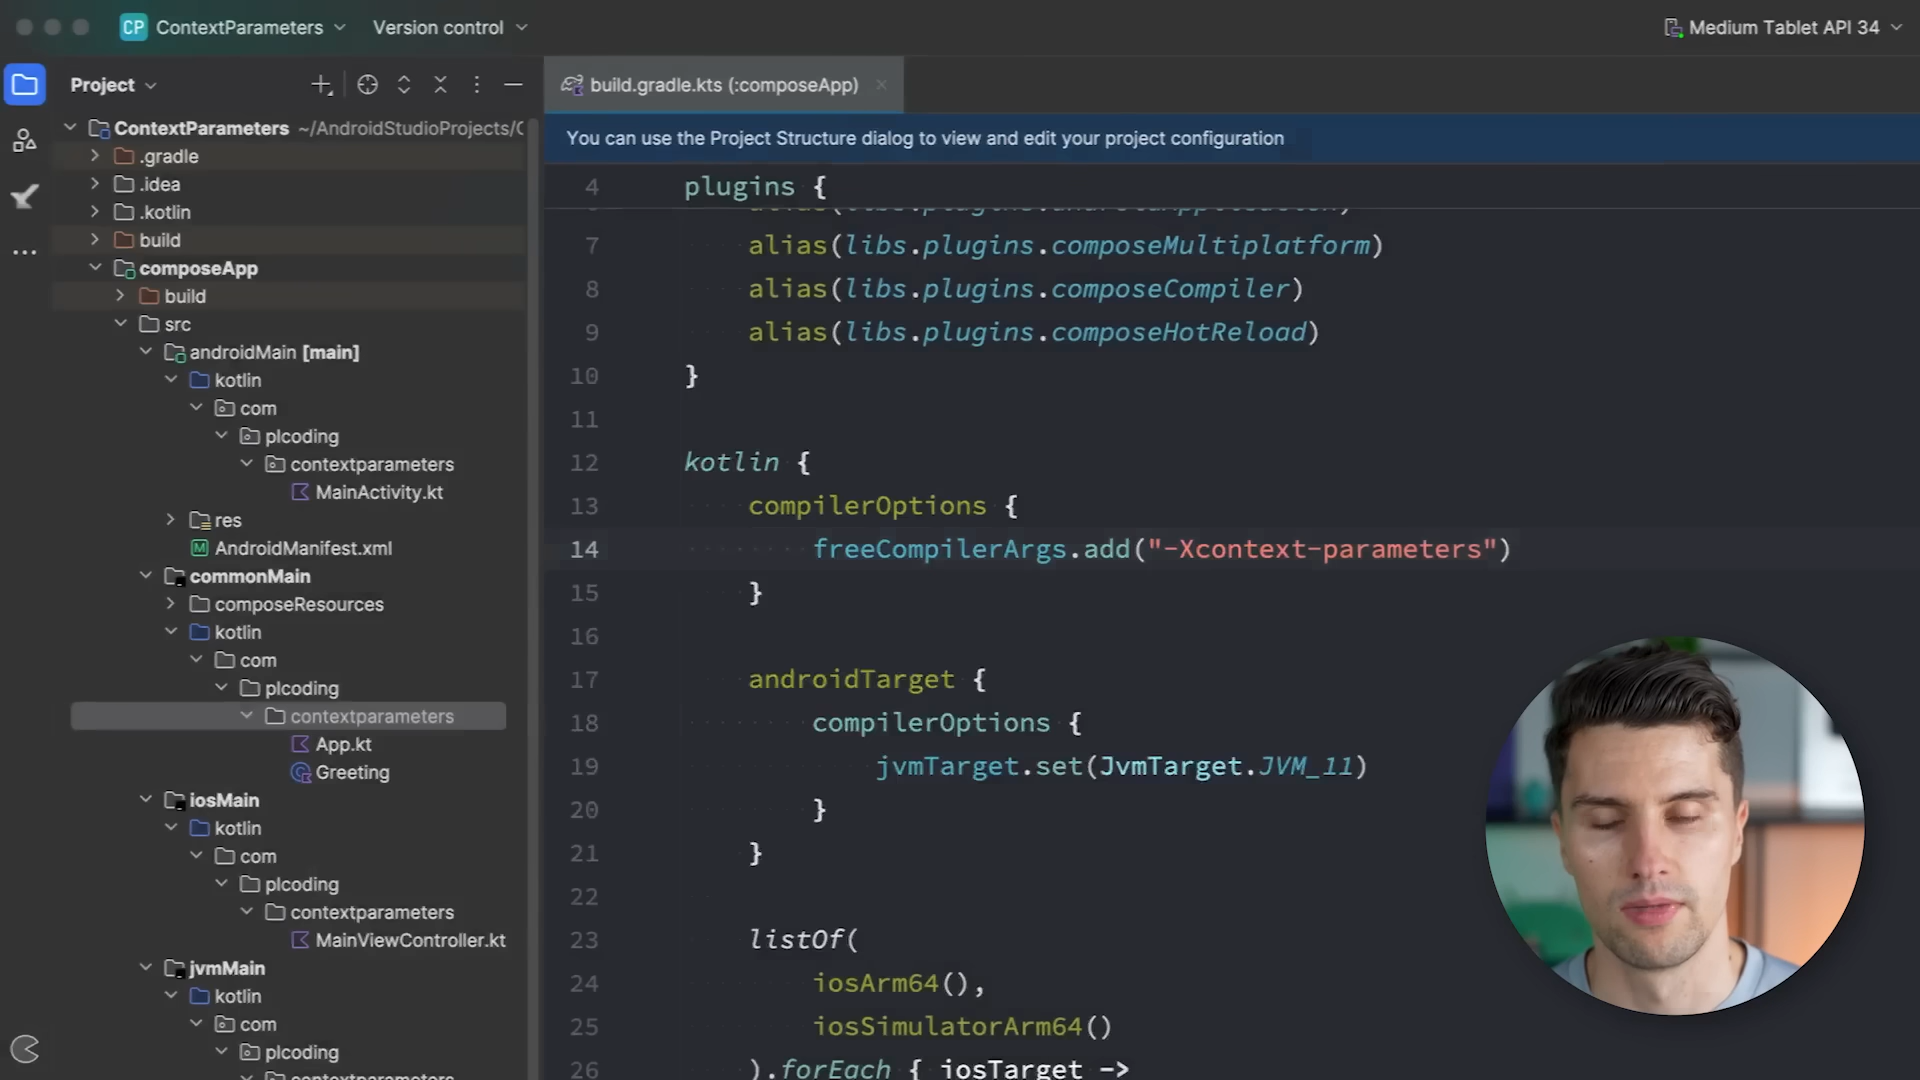 CP ContextParameters Version control Medium Tablet API 34
Project
build.gradle.kts (:composeApp)
ContextParameters ~/AndroidStudioProjects/C
.gradle
.idea
.kotlin
build
composeApp
build
src
androidMain [main]
kotlin
com
plcoding
contextparameters
MainActivity.kt
res
AndroidManifest.xml
commonMain
composeResources
kotlin
com
plcoding
contextparameters
App.kt
Greeting
iosMain
kotlin
com
plcoding
contextparameters
MainViewController.kt
jvmMain
kotlin
com
plcoding
contextparameters
You can use the Project Structure dialog to view and edit your project configuration
4 plugins {
alias(libs.plugins.androidApplication)
7 alias(libs.plugins.composeMultiplatform)
8 alias(libs.plugins.composeCompiler)
9 alias(libs.plugins.composeHotReload)
10 }
11
12 kotlin {
13 compilerOptions {
14 freeCompilerArgs.add("-Xcontext-parameters")
15 }
16
17 androidTarget {
18 compilerOptions {
19 jvmTarget.set(JvmTarget.JVM_11)
20 }
21 }
22
23 listOf(
24 iosArm64(),
25 iosSimulatorArm64()
26 ).forEach { iosTarget ->